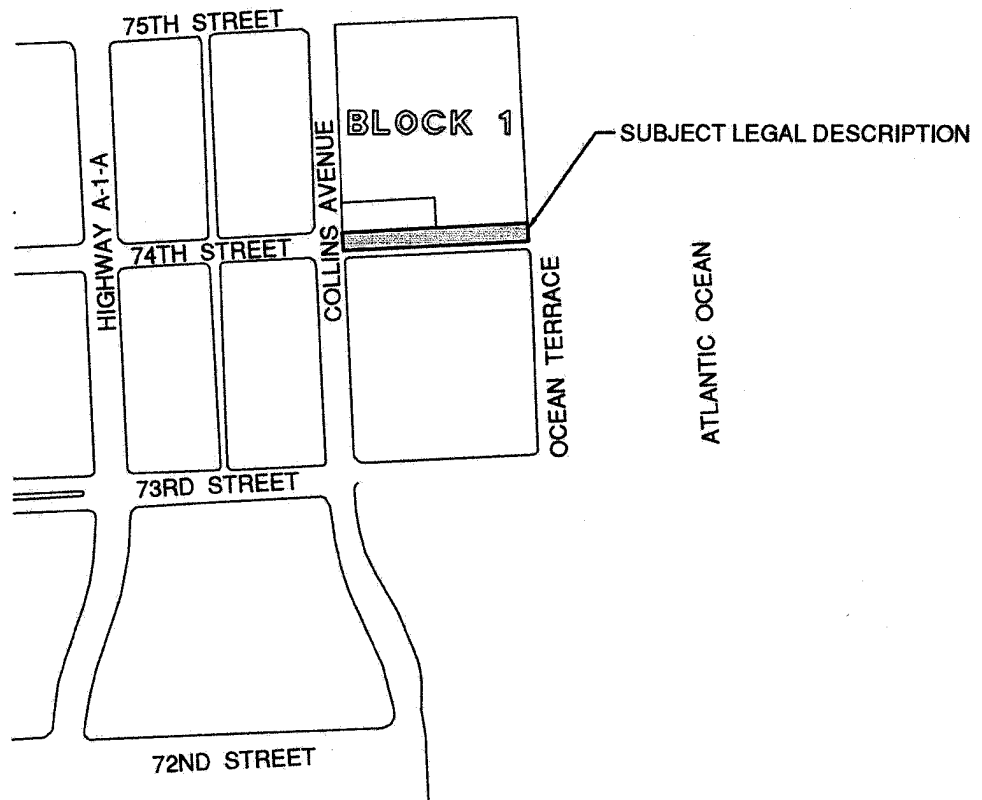 75TH STREET
BLOCK 1
SUBJECT LEGAL DESCRIPTION
HIGHWAY A-1-A
COLLINS AVENUE
74TH STREET
OCEAN TERRACE
ATLANTIC OCEAN
73RD STREET
72ND STREET